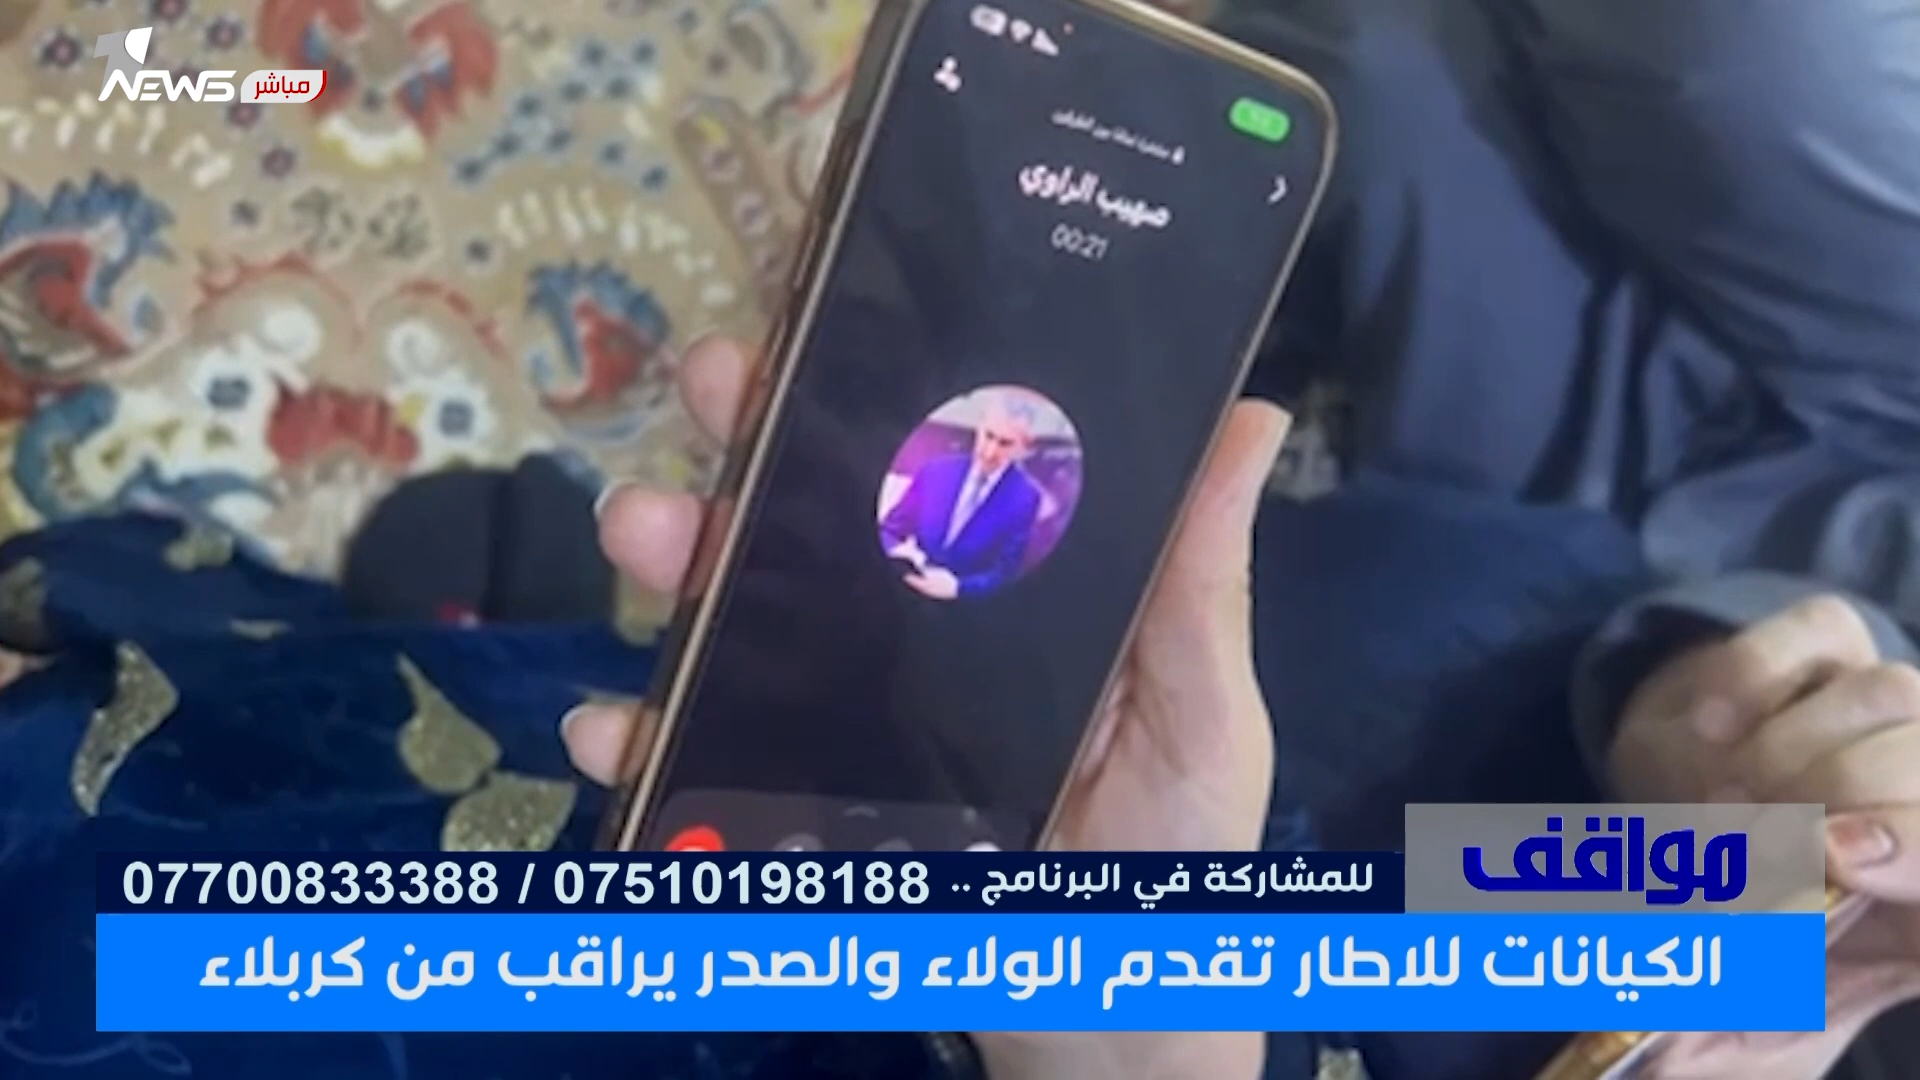 NEWS مباشر
صهيب الراوي
00:21
مواقف
للمشاركة في البرنامج .. 07510198188 / 07700833388
الكيانات للاطار تقدم الولاء والصدر يراقب من كربلاء